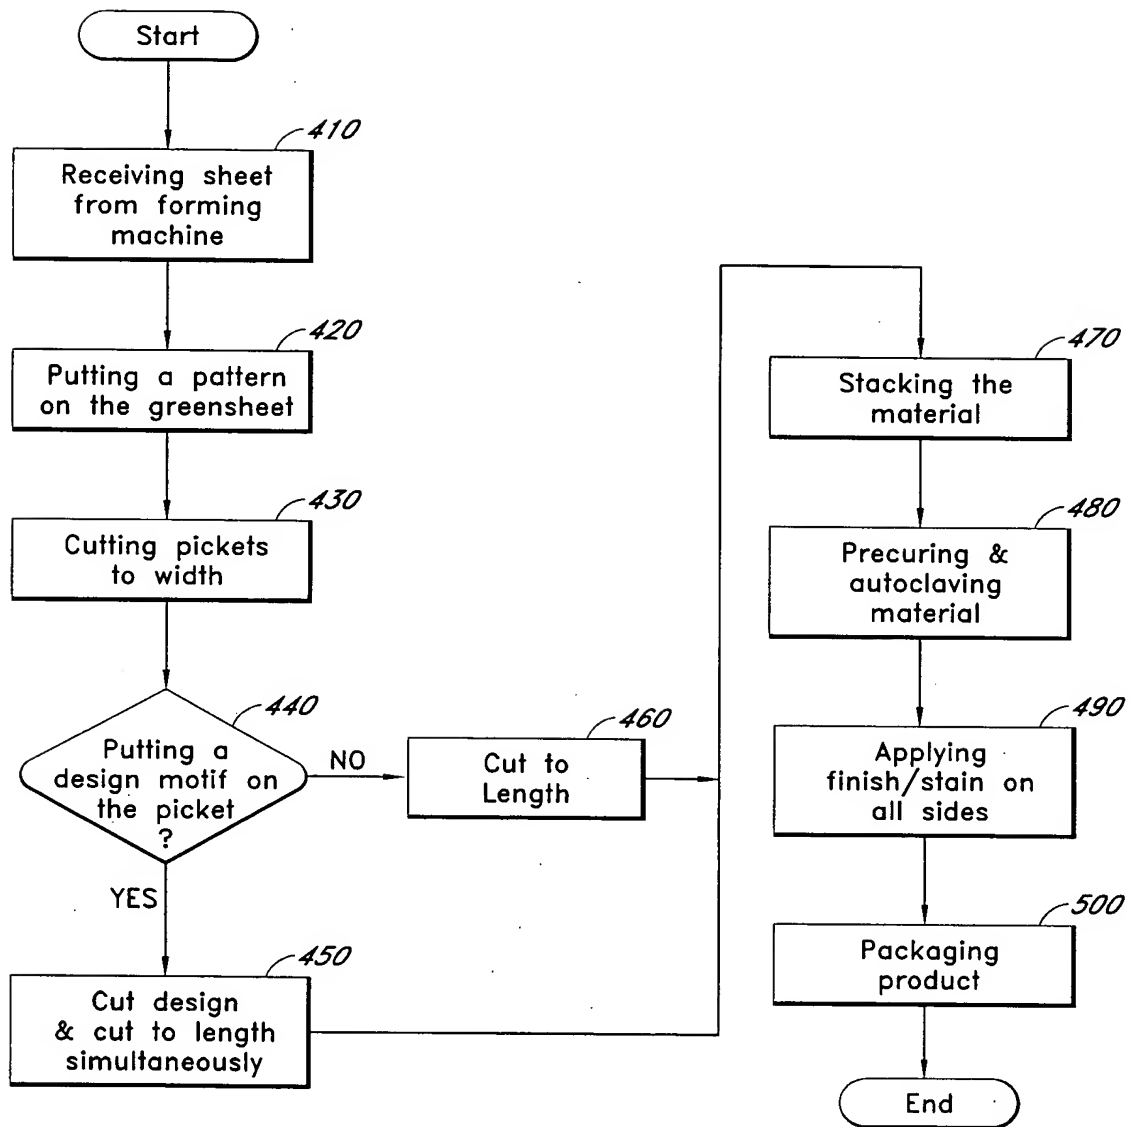 Start
410
Receiving sheet
from forming
machine
420
Putting a pattern
on the greensheet
430
Cutting pickets
to width
440
Putting a
design motif on
the picket
?
NO
460
Cut to
Length
YES
450
Cut design
& cut to length
simultaneously
470
Stacking the
material
480
Precuring &
autoclaving
material
490
Applying
finish/stain on
all sides
500
Packaging
product
End